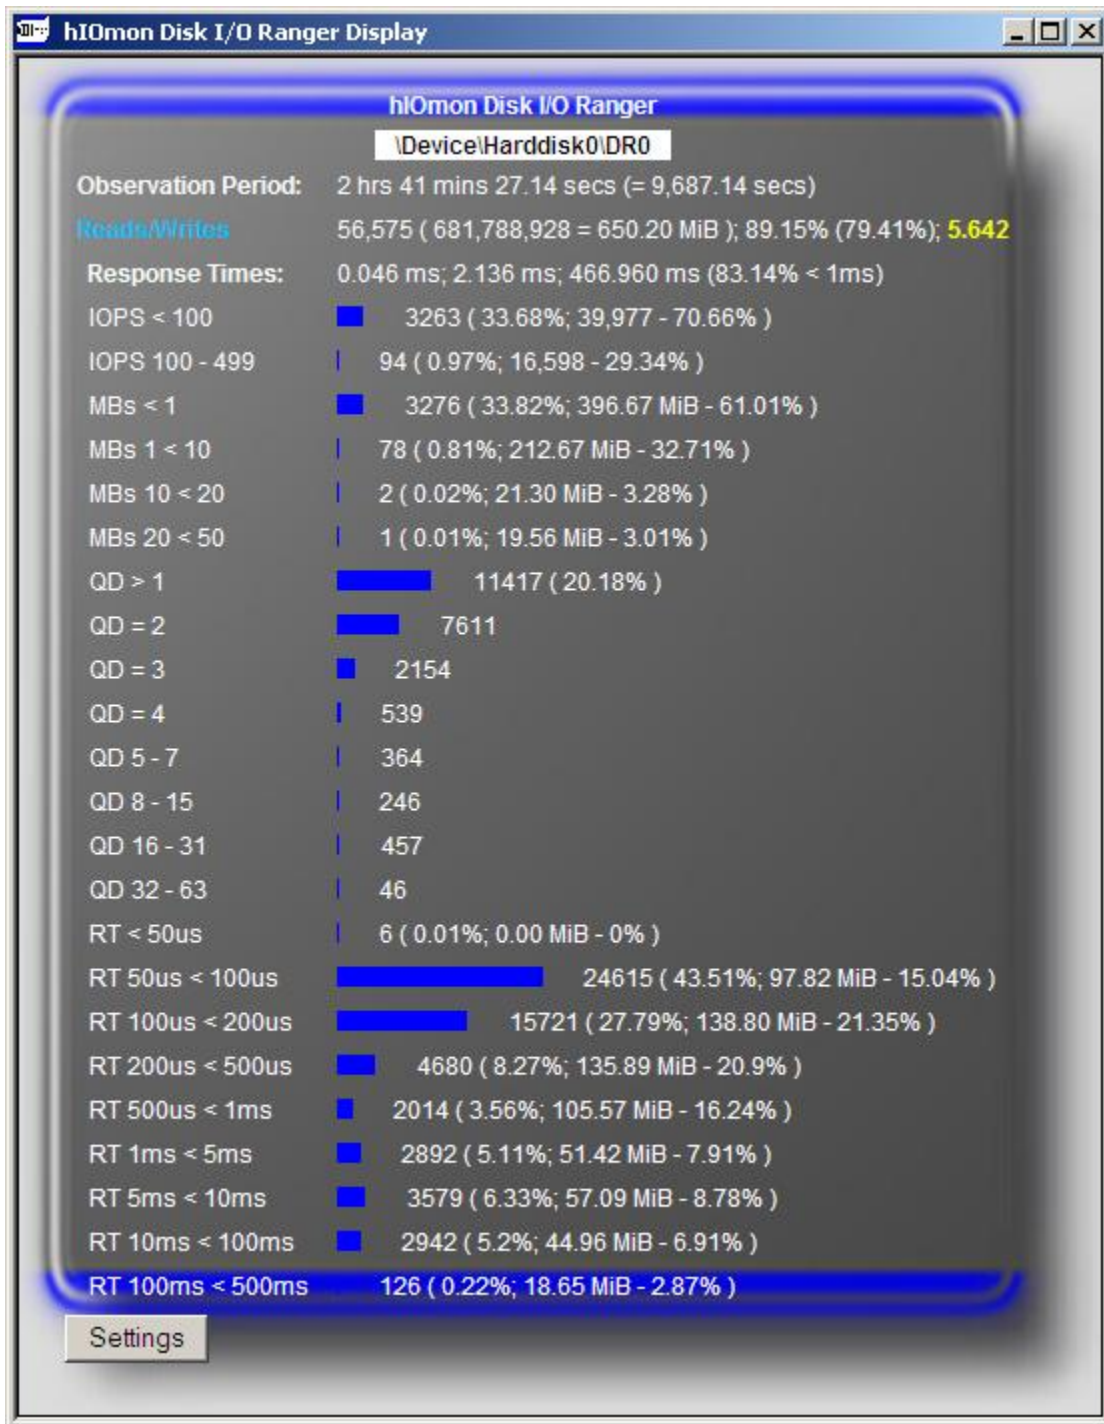 hIOmon Disk I/O Ranger Display
hIOmon Disk I/O Ranger
\Device\Harddisk0\DR0
Observation Period: 2 hrs 41 mins 27.14 secs (= 9,687.14 secs)
Reads/Writes 56,575 ( 681,788,928 = 650.20 MiB ); 89.15% (79.41%); 5.642
Response Times: 0.046 ms; 2.136 ms; 466.960 ms (83.14% < 1ms)
IOPS < 100 3263 ( 33.68%; 39,977 - 70.66% )
IOPS 100 - 499 94 ( 0.97%; 16,598 - 29.34% )
MBs < 1 3276 ( 33.82%; 396.67 MiB - 61.01% )
MBs 1 < 10 78 ( 0.81%; 212.67 MiB - 32.71% )
MBs 10 < 20 2 ( 0.02%; 21.30 MiB - 3.28% )
MBs 20 < 50 1 ( 0.01%; 19.56 MiB - 3.01% )
QD > 1 11417 ( 20.18% )
QD = 2 7611
QD = 3 2154
QD = 4 539
QD 5 - 7 364
QD 8 - 15 246
QD 16 - 31 457
QD 32 - 63 46
RT < 50us 6 ( 0.01%; 0.00 MiB - 0% )
RT 50us < 100us 24615 ( 43.51%; 97.82 MiB - 15.04% )
RT 100us < 200us 15721 ( 27.79%; 138.80 MiB - 21.35% )
RT 200us < 500us 4680 ( 8.27%; 135.89 MiB - 20.9% )
RT 500us < 1ms 2014 ( 3.56%; 105.57 MiB - 16.24% )
RT 1ms < 5ms 2892 ( 5.11%; 51.42 MiB - 7.91% )
RT 5ms < 10ms 3579 ( 6.33%; 57.09 MiB - 8.78% )
RT 10ms < 100ms 2942 ( 5.2%; 44.96 MiB - 6.91% )
RT 100ms < 500ms 126 ( 0.22%; 18.65 MiB - 2.87% )
Settings